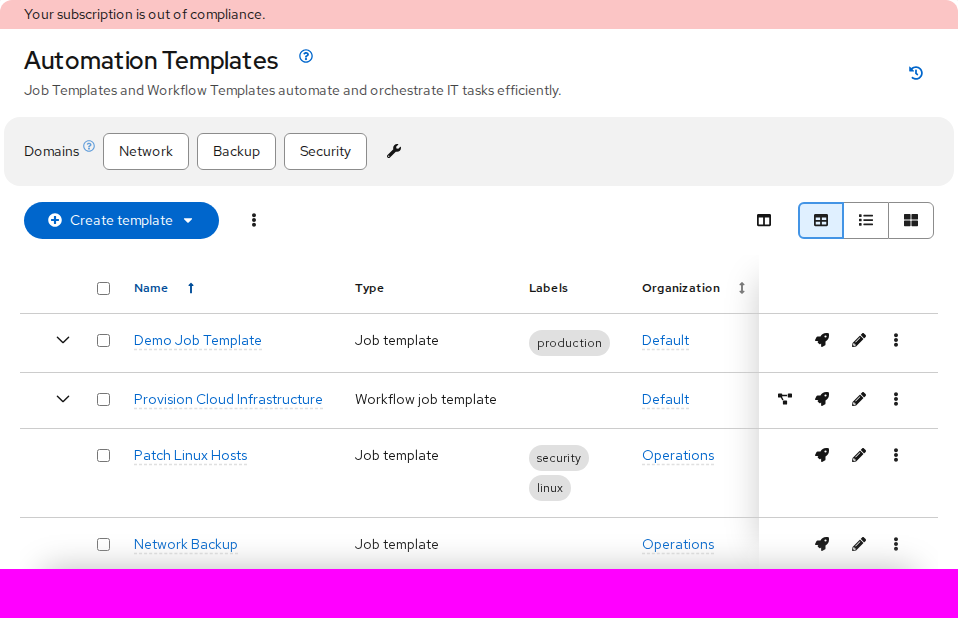 Your subscription is out of compliance.
Automation Templates
Job Templates and Workflow Templates automate and orchestrate IT tasks efficiently.
Domains Network Backup Security
Create template
Name Type Labels Organization
Demo Job Template Job template production Default
Provision Cloud Infrastructure Workflow job template Default
Patch Linux Hosts Job template security Operations
linux
Network Backup Job template Operations